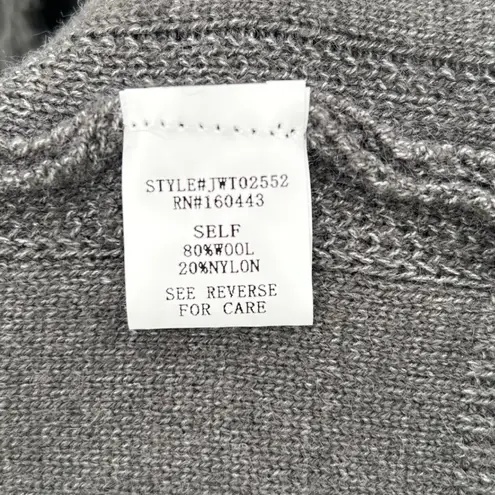 STYLE#JWT02552
RN#160443
SELF
80%WOOL
20%NYLON
SEE REVERSE
FOR CARE